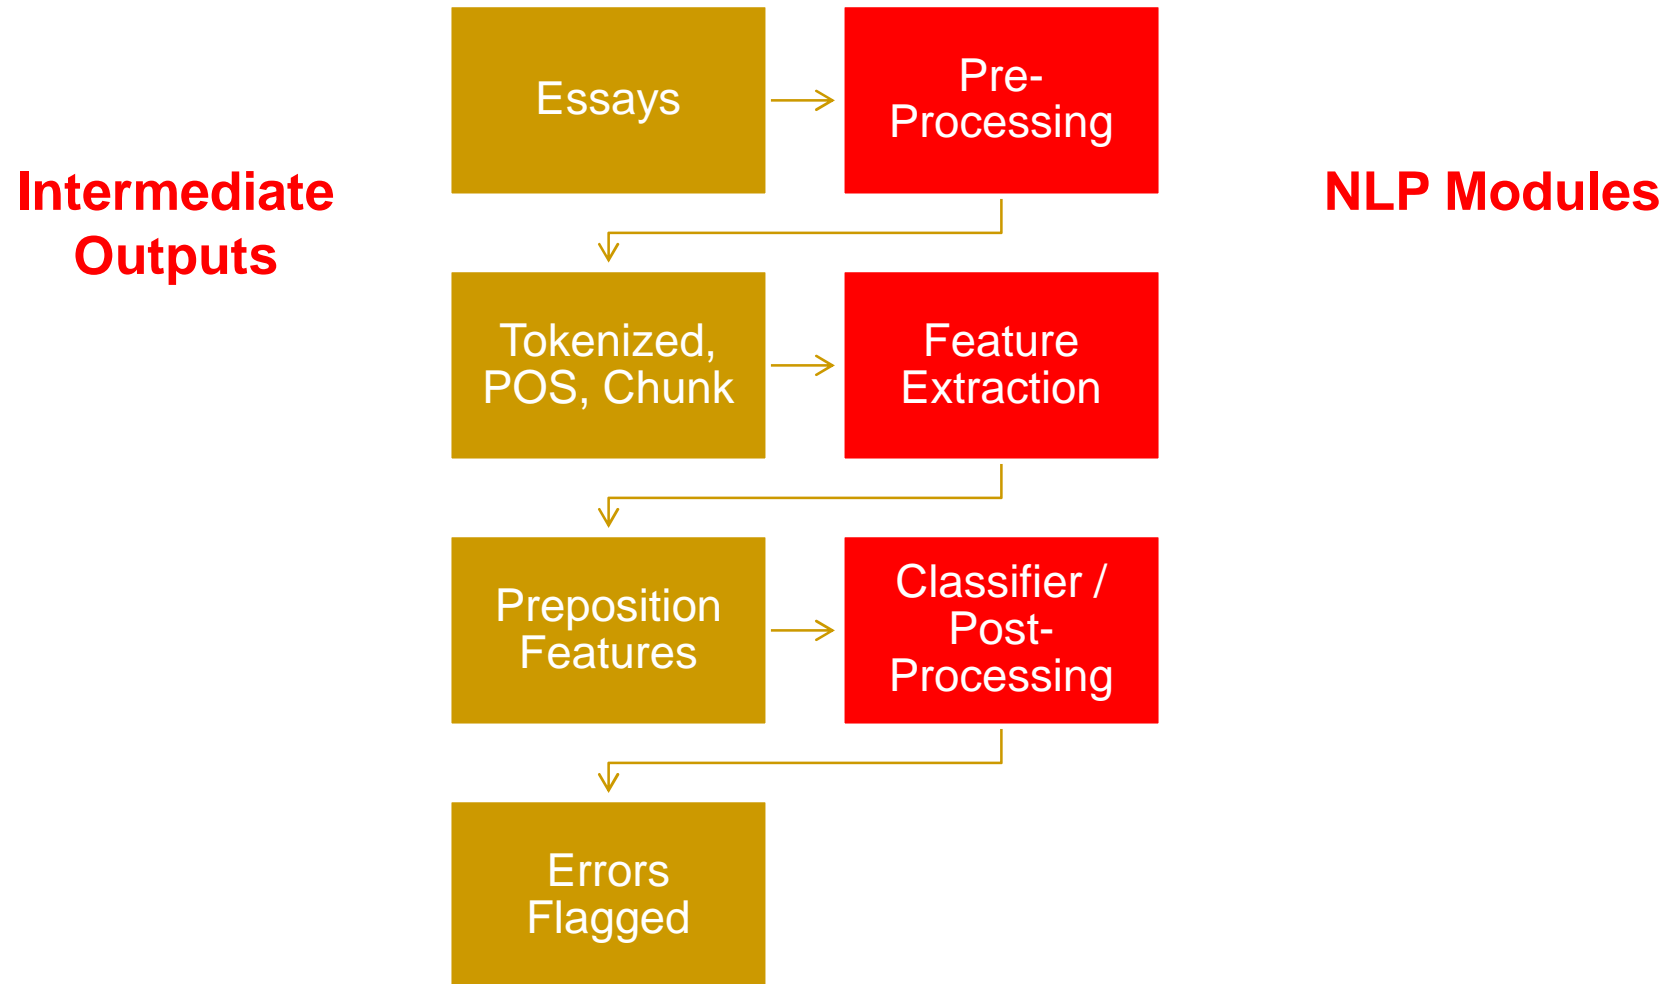 Essays
Pre-
Processing
Intermediate
Outputs
NLP Modules
Tokenized,
POS, Chunk
Feature
Extraction
Preposition
Features
Classifier /
Post-
Processing
Errors
Flagged